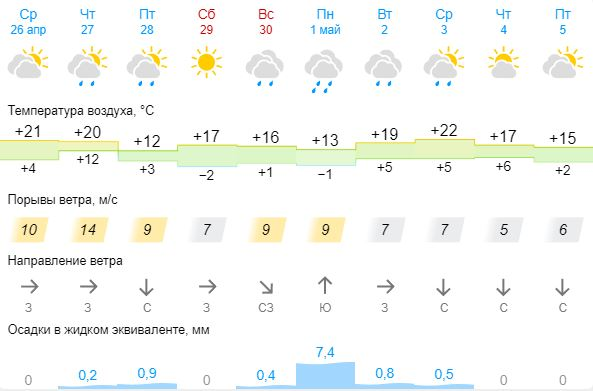 Ср Чт Пт Сб Вс Пн Вт Ср Чт Пт
26 апр 27 28 29 30 1 май 2 3 4 5
Температура воздуха, °C
+21 +20 +12 +17 +16 +13 +19 +22 +17 +15
+4 +12 +3 −2 +1 −1 +5 +5 +6 +2
Порывы ветра, м/с
10 14 9 7 9 9 7 7 5 6
Направление ветра
З З С З СЗ Ю З С С С
Осадки в жидком эквиваленте, мм
0 0,2 0,9 0 0,4 7,4 0,8 0,5 0 0